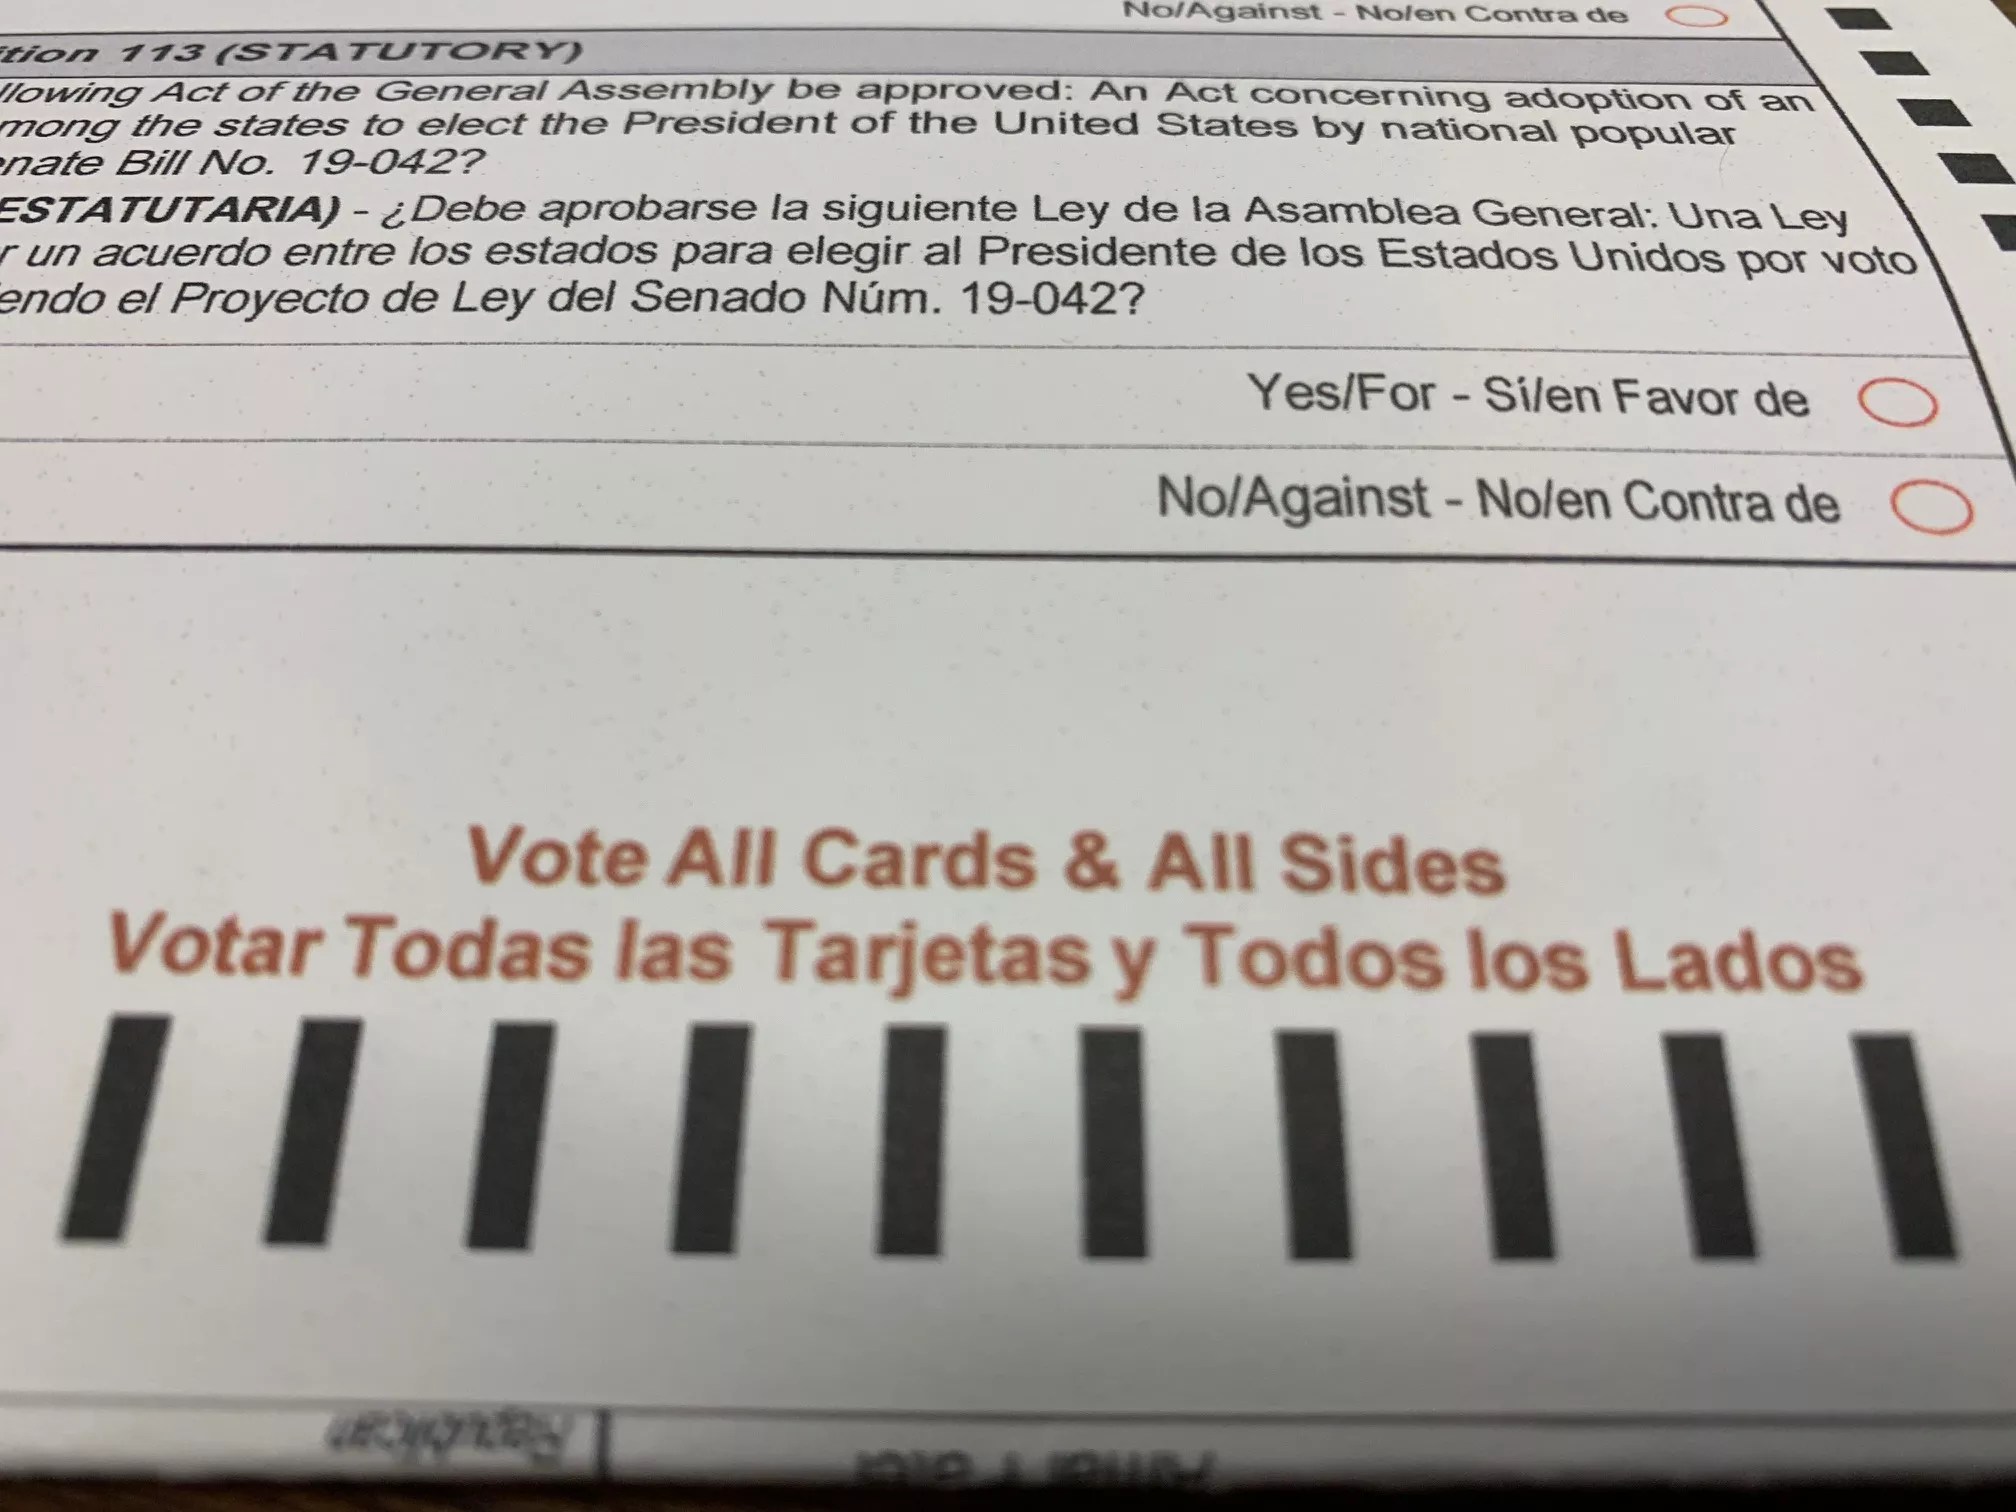 No/Against - No/en Contra de
ition 113 (STATUTORY)
llowing Act of the General Assembly be approved: An Act concerning adoption of an
mong the states to elect the President of the United States by national popular
enate Bill No. 19-042?
ESTATUTARIA) - ¿Debe aprobarse la siguiente Ley de la Asamblea General: Una Ley
r un acuerdo entre los estados para elegir al Presidente de los Estados Unidos por voto
endo el Proyecto de Ley del Senado Núm. 19-042?
Yes/For - Sí/en Favor de
No/Against - No/en Contra de
Vote All Cards & All Sides
Votar Todas las Tarjetas y Todos los Lados
Republican